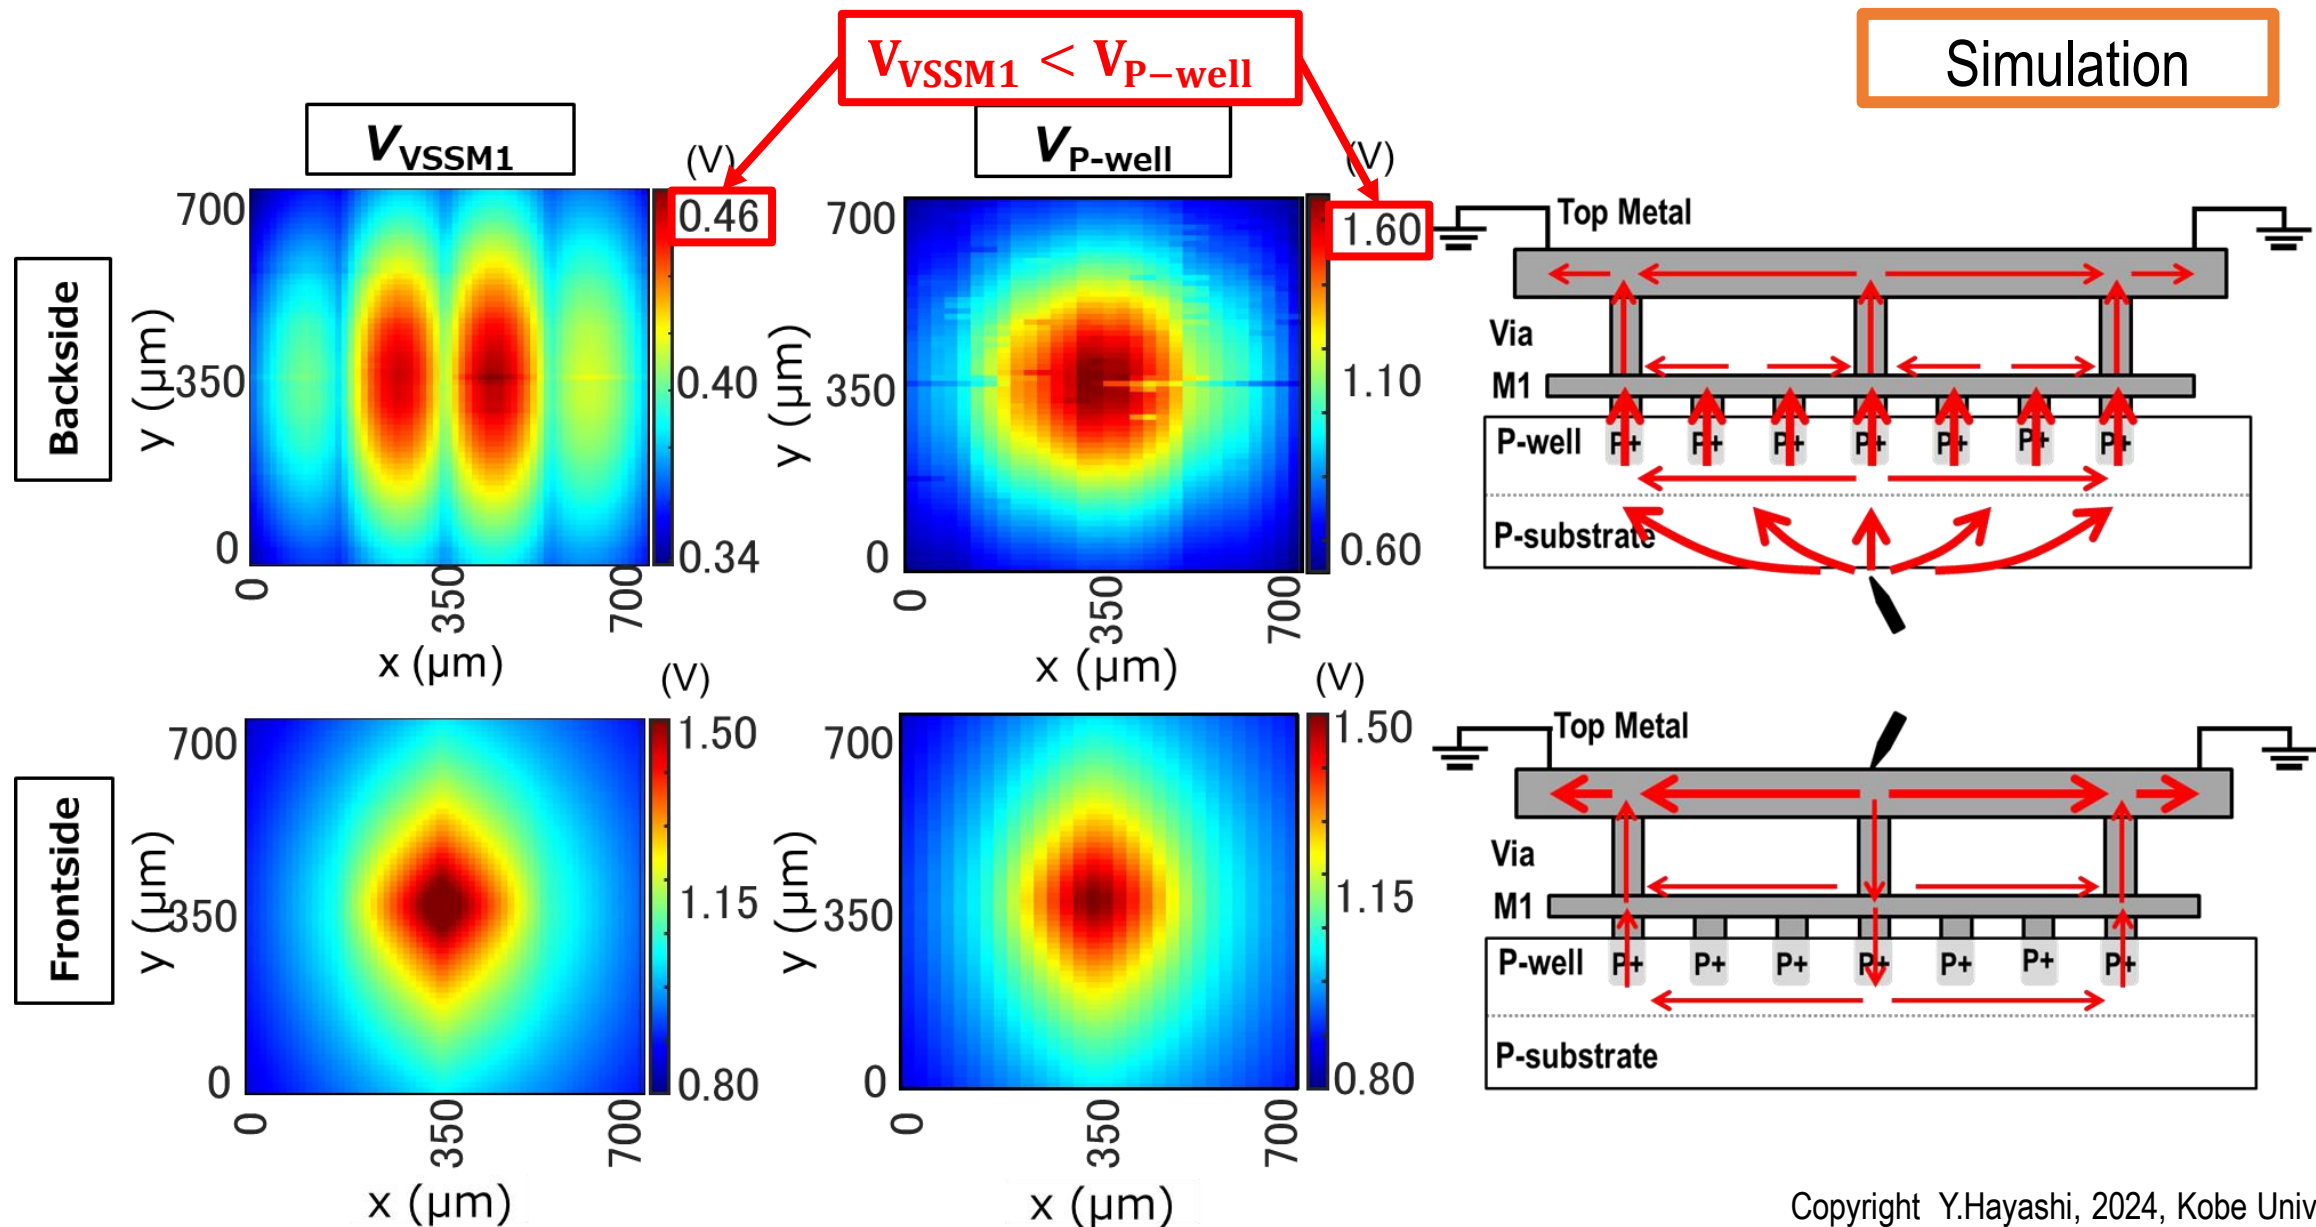 V_VSSM1 < V_P−well
Simulation
V_VSSM1
(V)
V_P-well
(V)
Backside
y (μm)
700
350
0
0
350
700
x (μm)
0.46
0.40
0.34
y (μm)
700
350
0
0
350
700
x (μm)
1.60
1.10
0.60
Top Metal
Via
M1
P-well
P+ P+ P+ P+ P+ P+ P+
P-substrate
Frontside
(V)
y (μm)
700
350
0
0
350
700
x (μm)
1.50
1.15
0.80
(V)
y (μm)
700
350
0
0
350
700
x (μm)
1.50
1.15
0.80
Top Metal
Via
M1
P-well
P+ P+ P+ P+ P+ P+ P+
P-substrate
Copyright Y.Hayashi, 2024, Kobe Univ